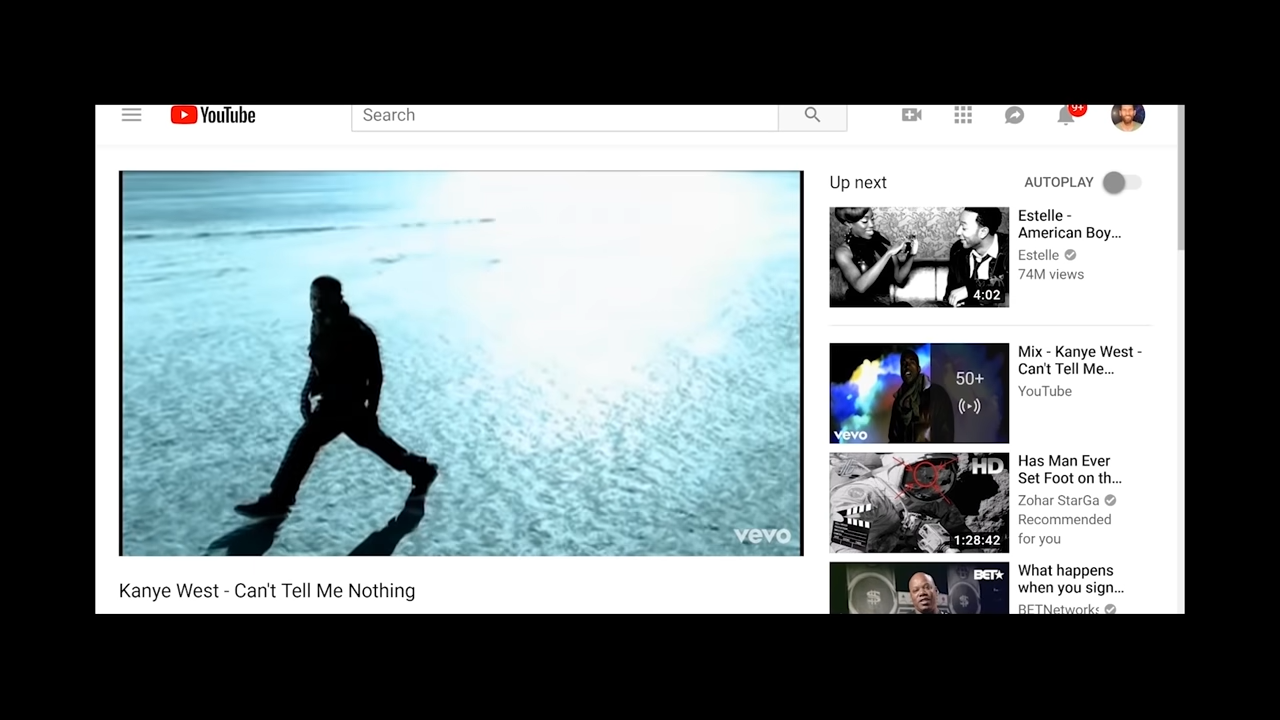 YouTube
Search
9+
vevo
Kanye West - Can't Tell Me Nothing
Up next
AUTOPLAY
4:02
Estelle -
American Boy...
Estelle
74M views
50+
vevo
Mix - Kanye West -
Can't Tell Me...
YouTube
HD
1:28:42
Has Man Ever
Set Foot on th...
Zohar StarGa
Recommended
for you
BET
$
$
What happens
when you sign...
BETNetworks